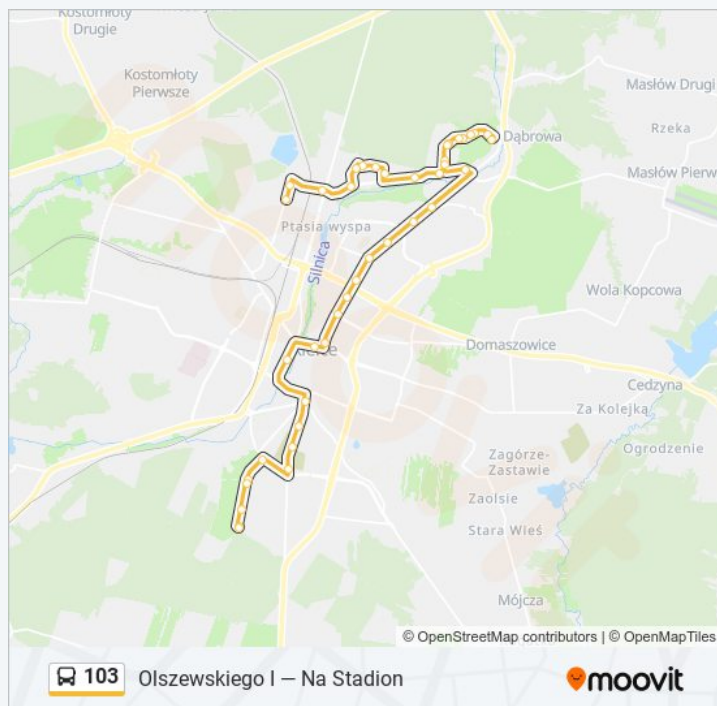 Kostomłoty
Drugie
Kostomłoty
Pierwsze
Masłów Drugi
Dąbrowa
Rzeka
Masłów Pierw
Ptasia wyspa
Silnica
Wola Kopcowa
Kielce
Domaszowice
Cedzyna
Za Kolejką
Ogrodzenie
Zagórze-
Zastawie
Zaolsie
Stara Wieś
Mójcza
© OpenStreetMap contributors | © OpenMapTiles
103 Olszewskiego I — Na Stadion
moovit